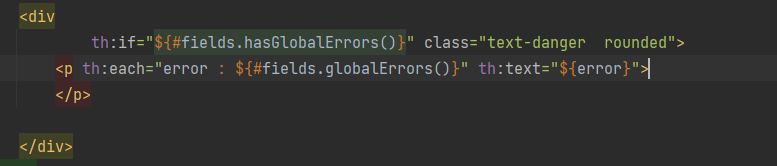 <div
th:if="${#fields.hasGlobalErrors()}" class="text-danger  rounded">
<p th:each="error : ${#fields.globalErrors()}" th:text="${error}">
</p>
</div>